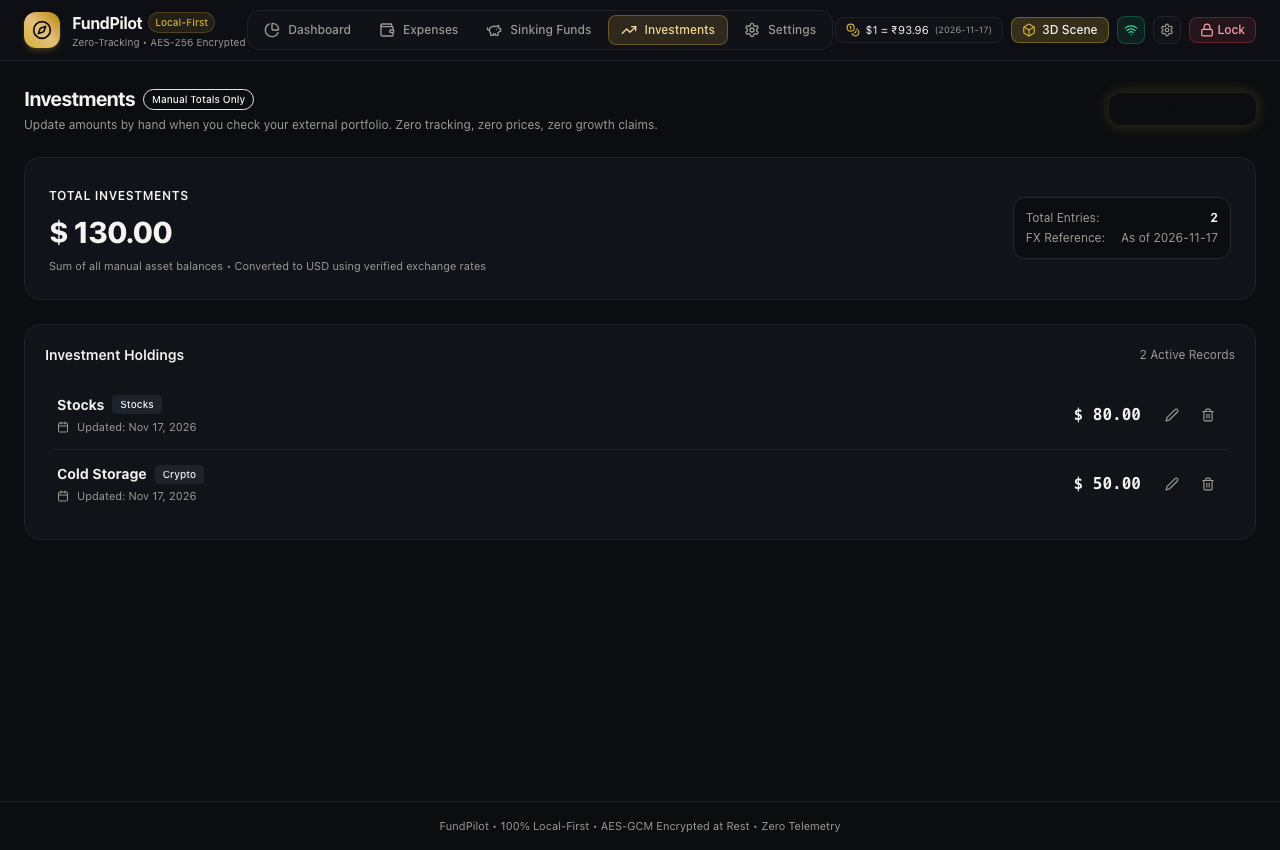 FundPilot Local-First
Zero-Tracking • AES-256 Encrypted
Dashboard
Expenses
Sinking Funds
Investments
Settings
$1 = ₹93.96 (2026-11-17)
3D Scene
Lock
Investments Manual Totals Only
Update amounts by hand when you check your external portfolio. Zero tracking, zero prices, zero growth claims.
TOTAL INVESTMENTS
$ 130.00
Sum of all manual asset balances • Converted to USD using verified exchange rates
Total Entries: 2
FX Reference: As of 2026-11-17
Investment Holdings
2 Active Records
Stocks Stocks
Updated: Nov 17, 2026
$ 80.00
Cold Storage Crypto
Updated: Nov 17, 2026
$ 50.00
FundPilot • 100% Local-First • AES-GCM Encrypted at Rest • Zero Telemetry